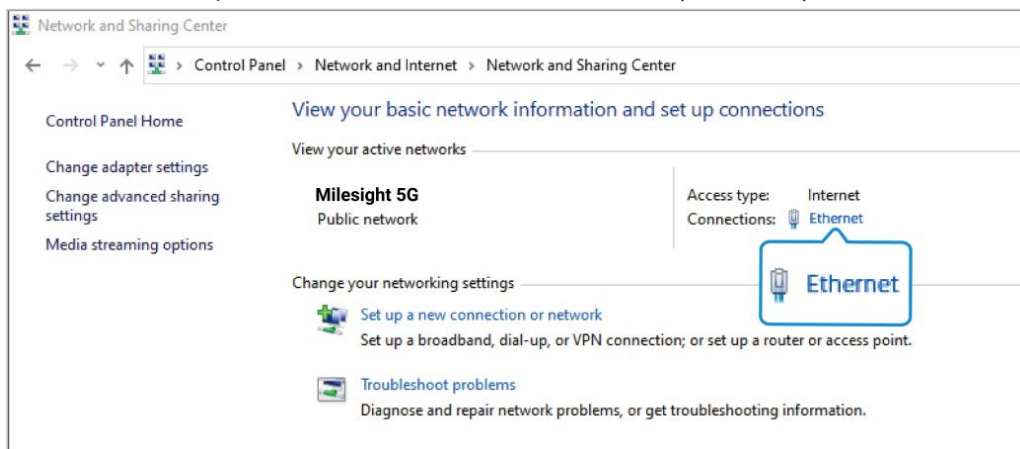 Network and Sharing Center
Control Panel > Network and Internet > Network and Sharing Center
Control Panel Home
Change adapter settings
Change advanced sharing
settings
Media streaming options
View your basic network information and set up connections
View your active networks
Milesight 5G
Public network
Access type: Internet
Connections: Ethernet
Ethernet
Change your networking settings
Set up a new connection or network
Set up a broadband, dial-up, or VPN connection; or set up a router or access point.
Troubleshoot problems
Diagnose and repair network problems, or get troubleshooting information.